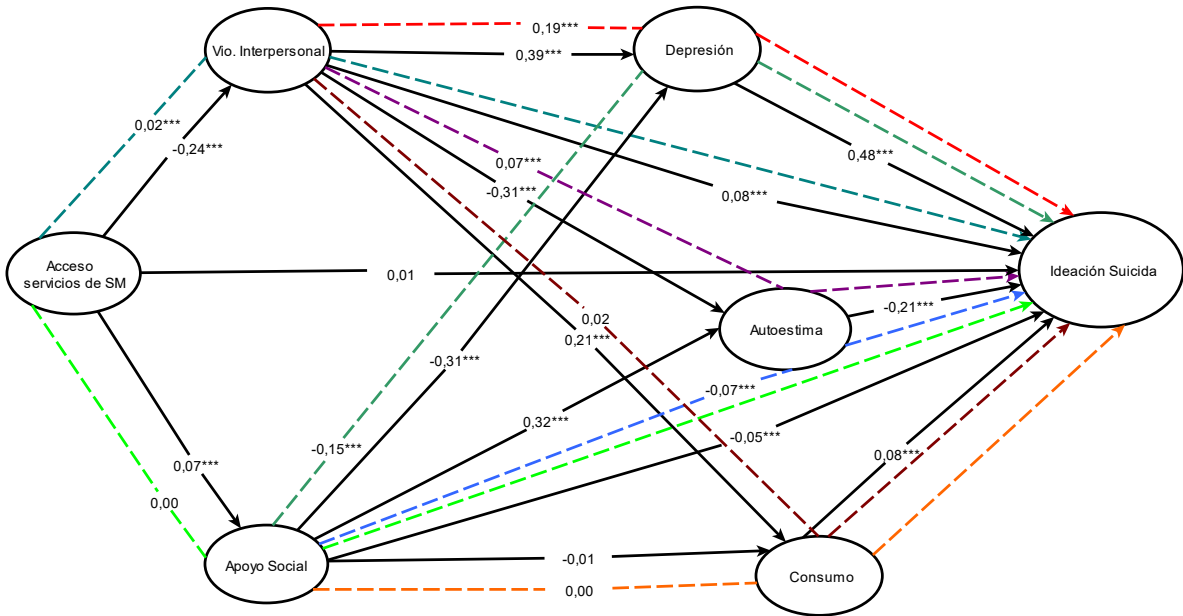 0,19***
Vio. Interpersonal
Depresión
0,39***
0,02***
-0,24***
0,07***
0,48***
-0,31***
0,08***
Acceso
servicios de SM
0,01
Ideación Suicida
-0,21***
0,02
Autoestima
0,21***
-0,31***
-0,07***
0,32***
-0,05***
-0,15***
0,08***
0,07***
0,00
-0,01
Apoyo Social
Consumo
0,00